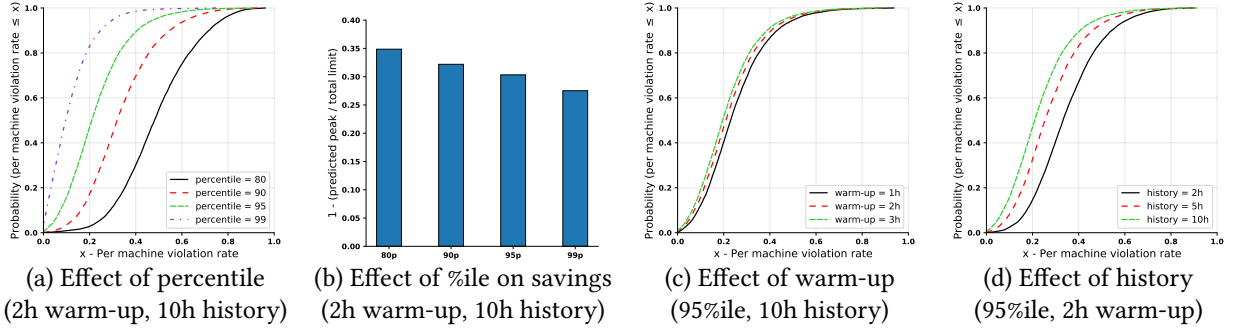 Probability (per machine violation rate ≤ x)
1.0
0.8
0.6
0.4
0.2
0.0
0.0 0.2 0.4 0.6 0.8 1.0
x - Per machine violation rate
percentile = 80
percentile = 90
percentile = 95
percentile = 99
(a) Effect of percentile
(2h warm-up, 10h history)
1 - (predicted peak / total limit)
0.40
0.35
0.30
0.25
0.20
0.15
0.10
0.05
0.00
80p 90p 95p 99p
(b) Effect of %ile on savings
(2h warm-up, 10h history)
Probability (per machine violation rate ≤ x)
1.0
0.8
0.6
0.4
0.2
0.0
0.0 0.2 0.4 0.6 0.8 1.0
x - Per machine violation rate
warm-up = 1h
warm-up = 2h
warm-up = 3h
(c) Effect of warm-up
(95%ile, 10h history)
Probability (per machine violation rate ≤ x)
1.0
0.8
0.6
0.4
0.2
0.0
0.0 0.2 0.4 0.6 0.8 1.0
x - Per machine violation rate
history = 2h
history = 5h
history = 10h
(d) Effect of history
(95%ile, 2h warm-up)